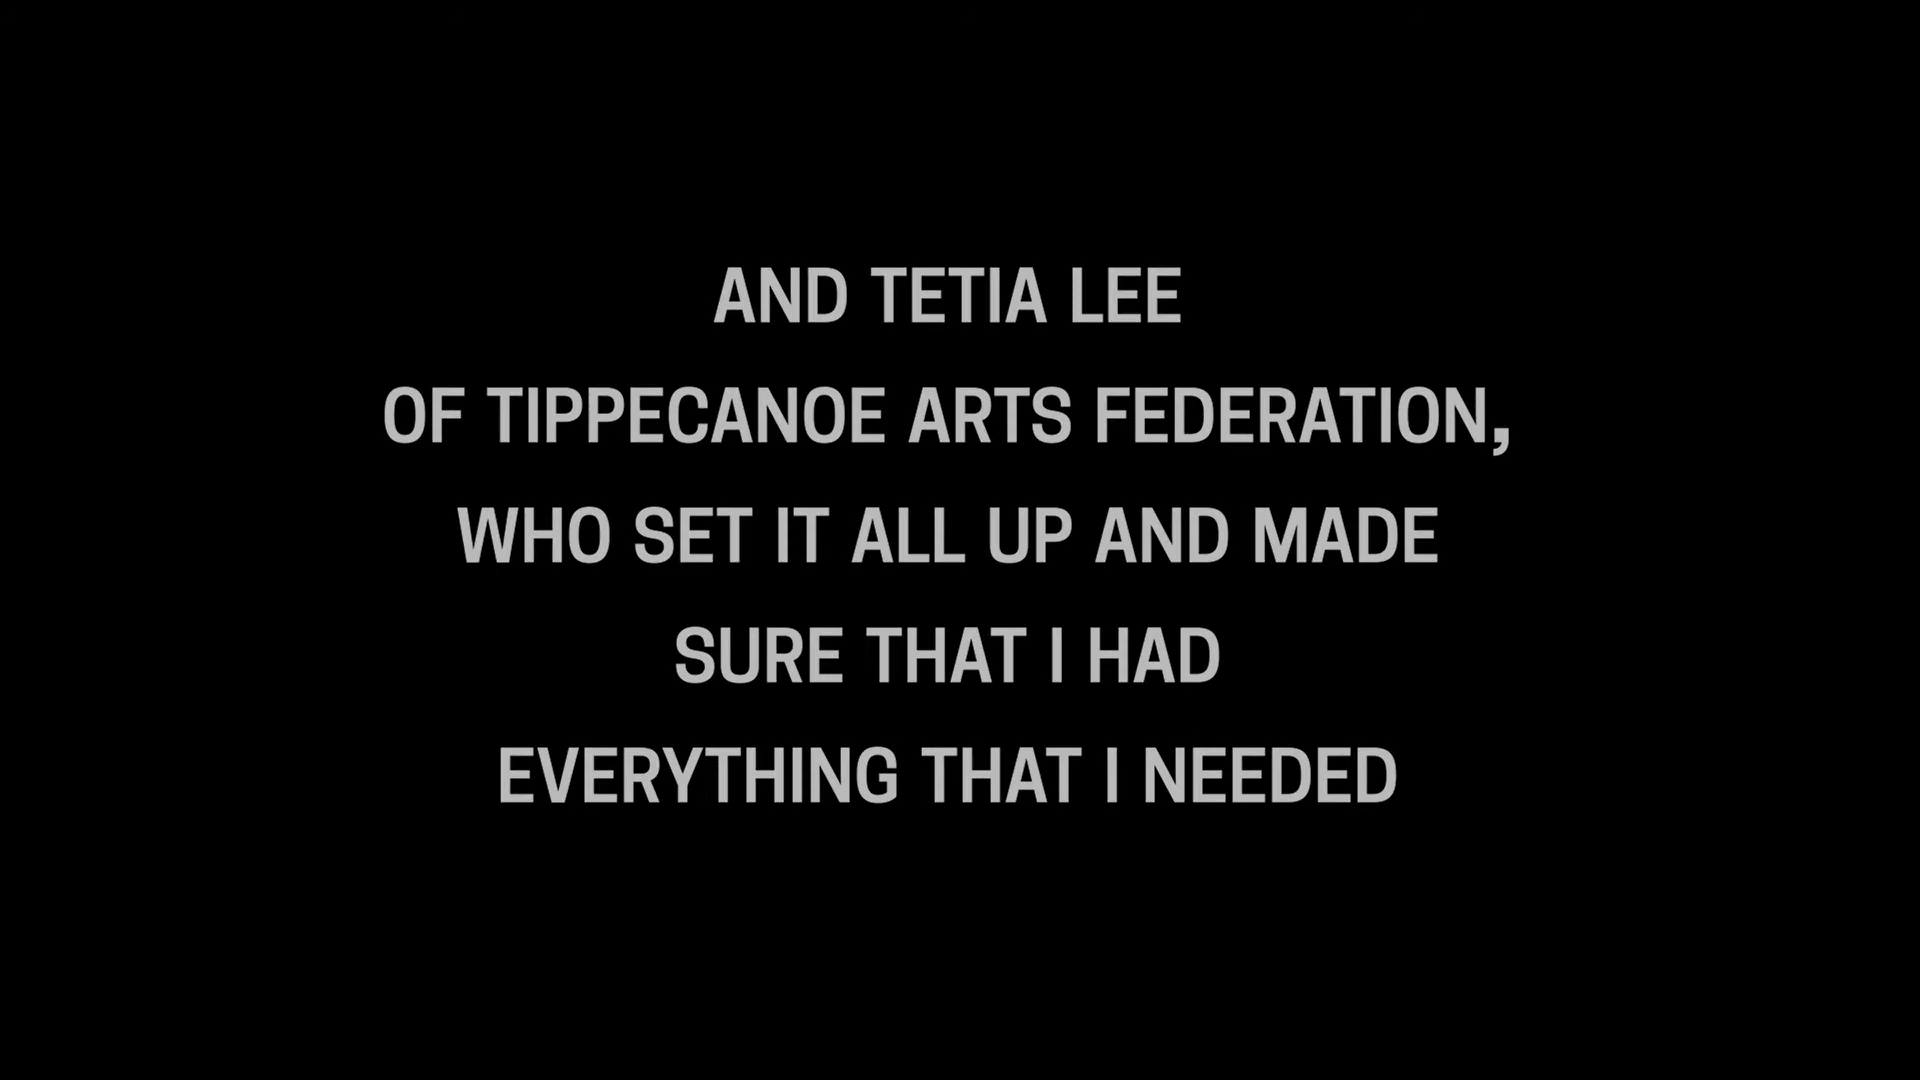 AND TETIA LEE
OF TIPPECANOE ARTS FEDERATION,
WHO SET IT ALL UP AND MADE
SURE THAT I HAD
EVERYTHING THAT I NEEDED